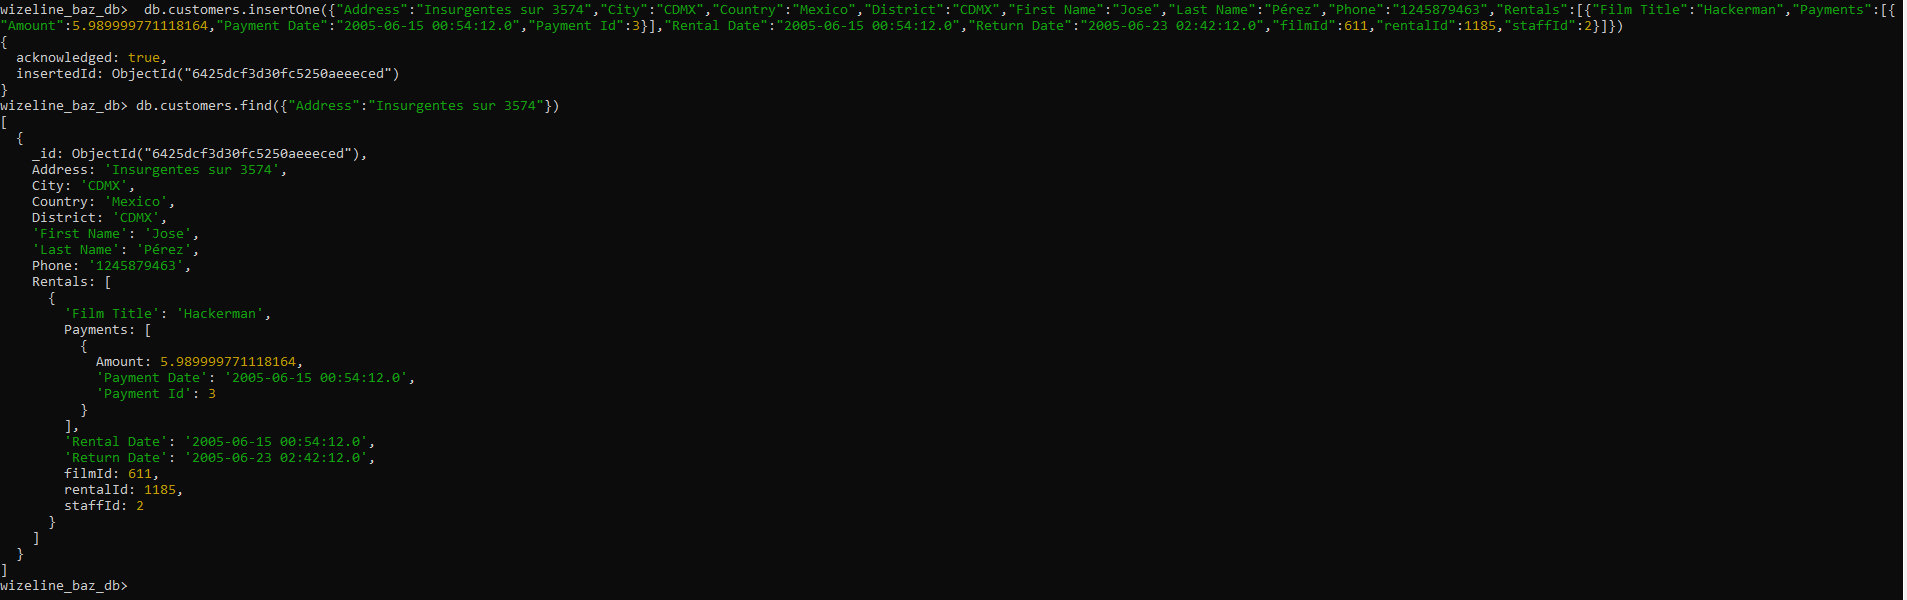 wizeline_baz_db>  db.customers.insertOne({"Address":"Insurgentes sur 3574","City":"CDMX","Country":"Mexico","District":"CDMX","First Name":"Jose","Last Name":"Pérez","Phone":"1245879463","Rentals":[{"Film Title":"Hackerman","Payments":[{
"Amount":5.989999771118164,"Payment Date":"2005-06-15 00:54:12.0","Payment Id":3}],"Rental Date":"2005-06-15 00:54:12.0","Return Date":"2005-06-23 02:42:12.0","filmId":611,"rentalId":1185,"staffId":2}]})
{
  acknowledged: true,
  insertedId: ObjectId("6425dcf3d30fc5250aeeeced")
}
wizeline_baz_db> db.customers.find({"Address":"Insurgentes sur 3574"})
[
  {
    _id: ObjectId("6425dcf3d30fc5250aeeeced"),
    Address: 'Insurgentes sur 3574',
    City: 'CDMX',
    Country: 'Mexico',
    District: 'CDMX',
    'First Name': 'Jose',
    'Last Name': 'Pérez',
    Phone: '1245879463',
    Rentals: [
      {
        'Film Title': 'Hackerman',
        Payments: [
          {
            Amount: 5.989999771118164,
            'Payment Date': '2005-06-15 00:54:12.0',
            'Payment Id': 3
          }
        ],
        'Rental Date': '2005-06-15 00:54:12.0',
        'Return Date': '2005-06-23 02:42:12.0',
        filmId: 611,
        rentalId: 1185,
        staffId: 2
      }
    ]
  }
]
wizeline_baz_db>